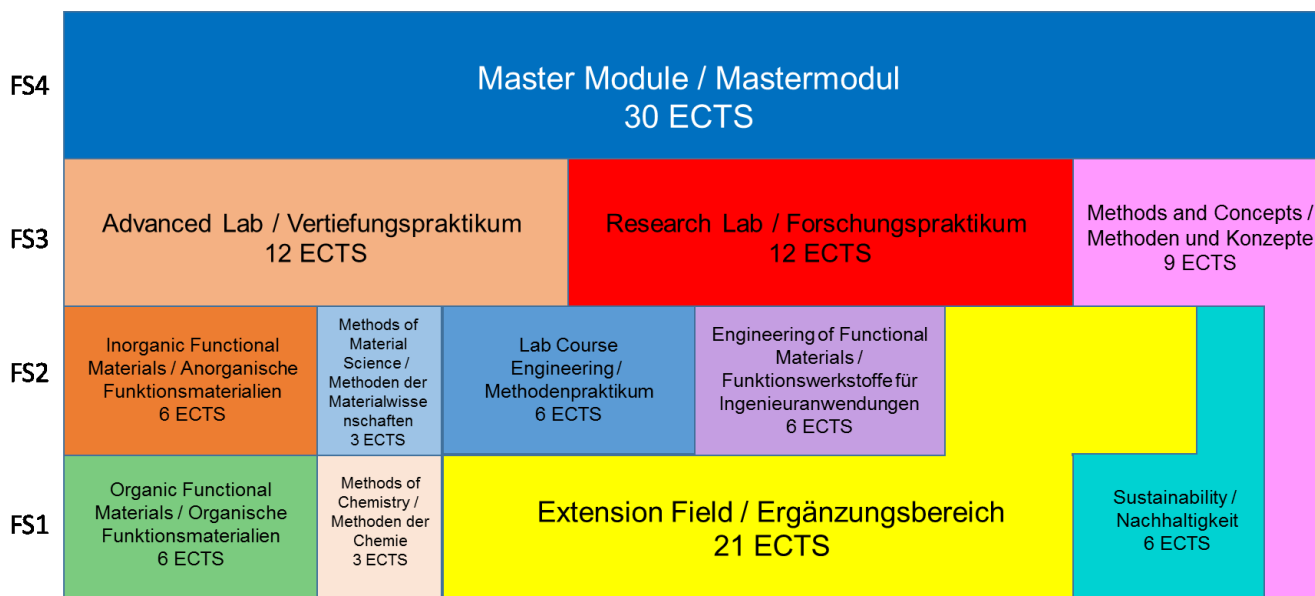 FS4
Master Module / Mastermodul
30 ECTS
FS3
Advanced Lab / Vertiefungspraktikum
12 ECTS
Research Lab / Forschungspraktikum
12 ECTS
Methods and Concepts /
Methoden und Konzepte
9 ECTS
FS2
Inorganic Functional
Materials / Anorganische
Funktionsmaterialien
6 ECTS
Methods of
Material
Science /
Methoden der
Materialwisse
nschaften
3 ECTS
Lab Course
Engineering /
Methodenpraktikum
6 ECTS
Engineering of Functional
Materials /
Funktionswerkstoffe für
Ingenieuranwendungen
6 ECTS
FS1
Organic Functional
Materials / Organische
Funktionsmaterialien
6 ECTS
Methods of
Chemistry /
Methoden der
Chemie
3 ECTS
Extension Field / Ergänzungsbereich
21 ECTS
Sustainability /
Nachhaltigkeit
6 ECTS